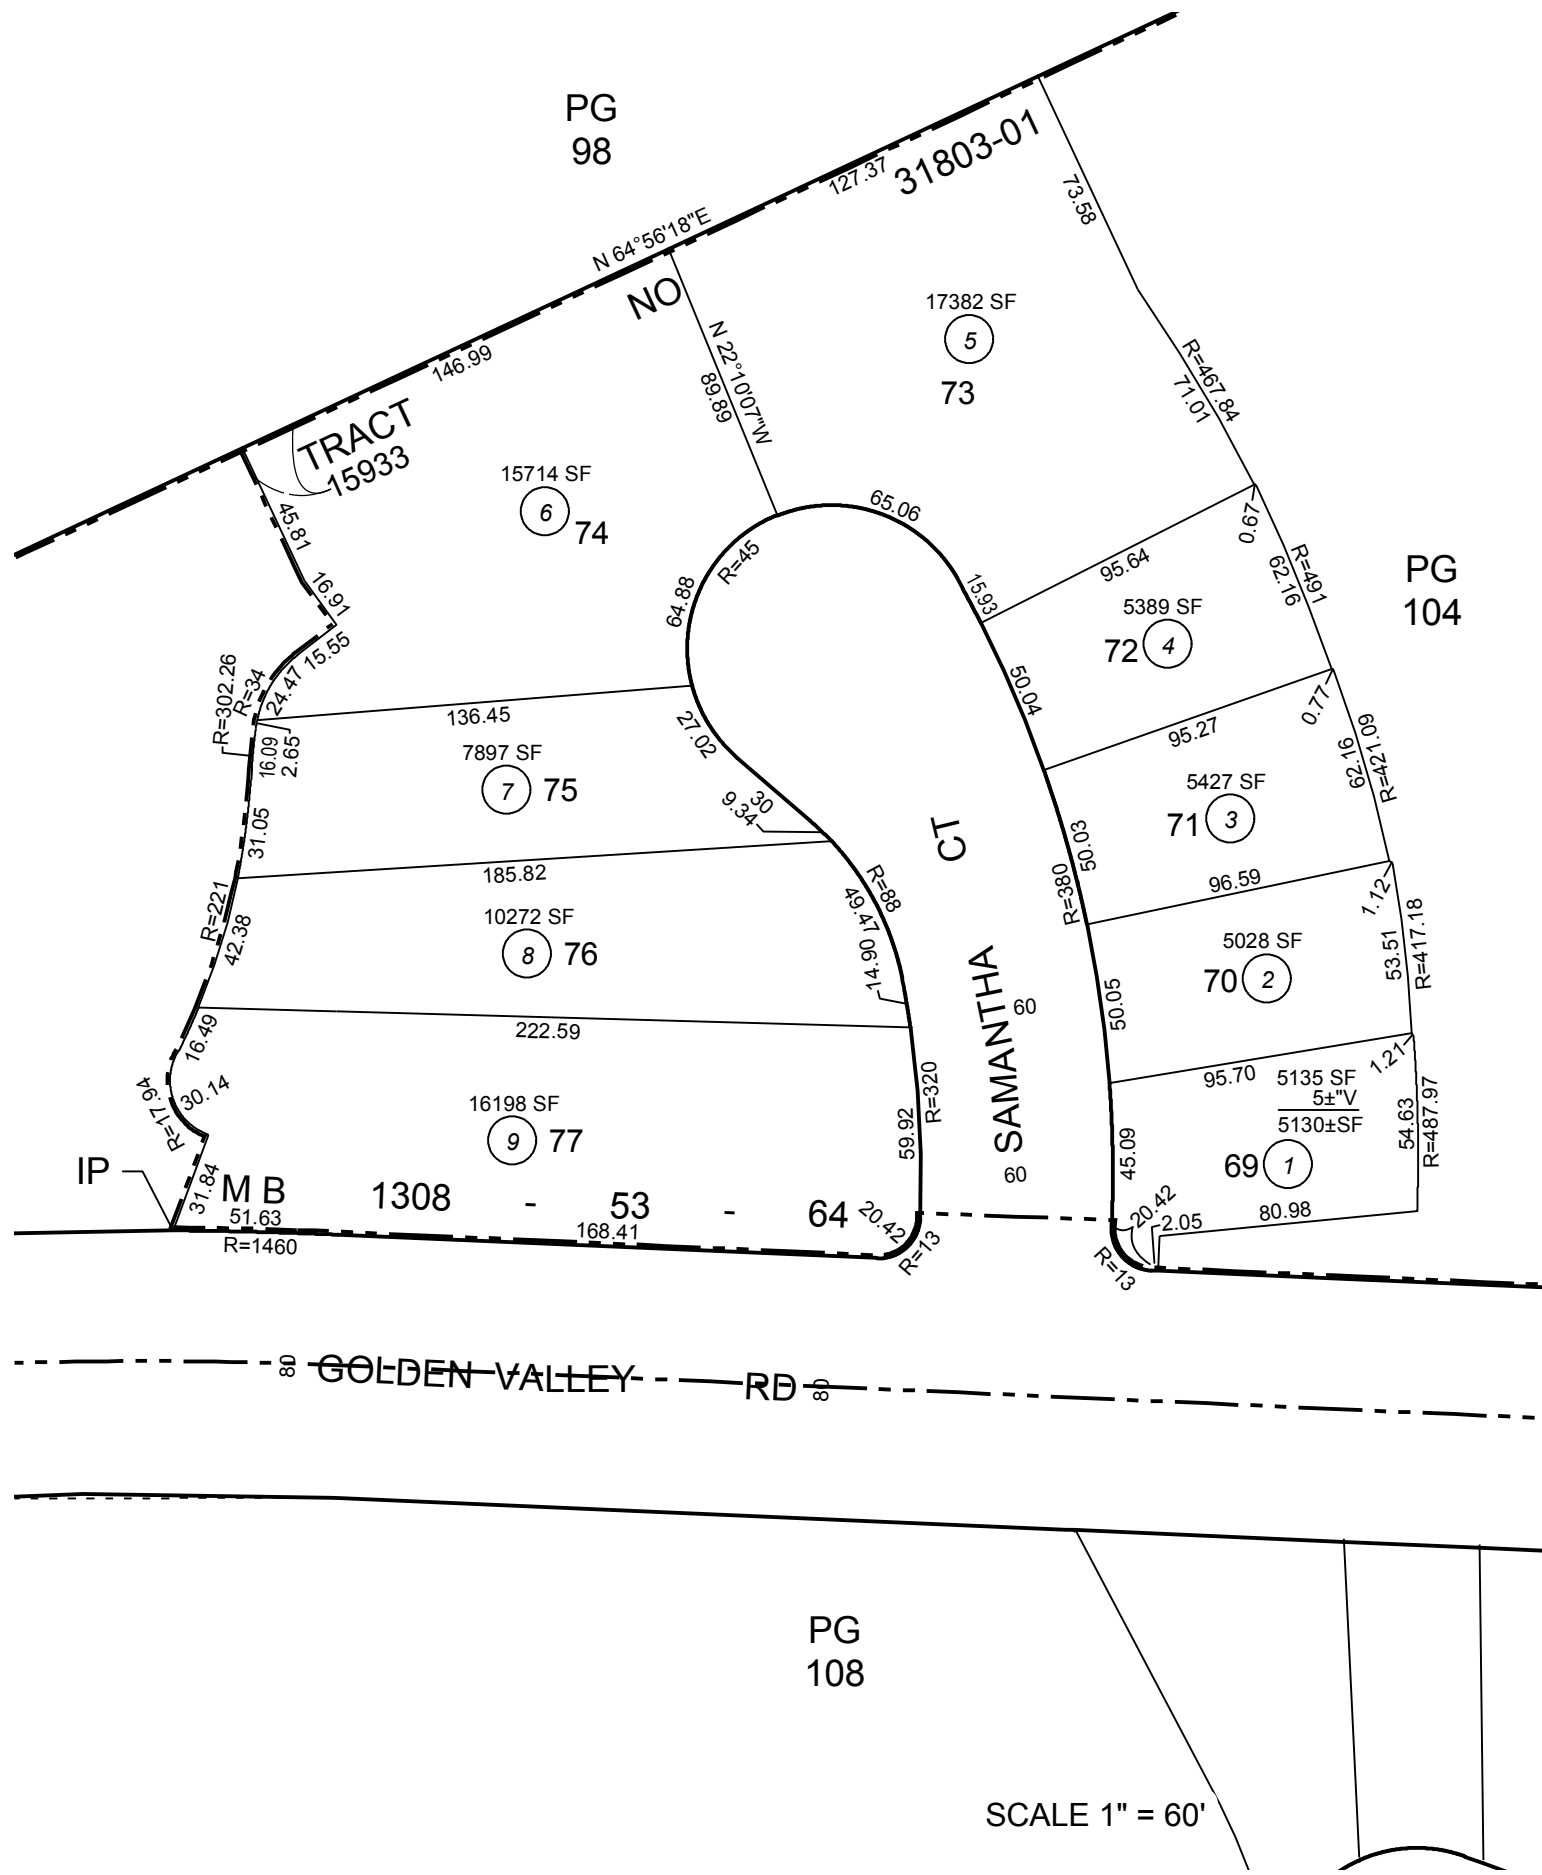 PG
98
31803-01
127.37
73.58
N 64°56'18"E
NO
17382 SF
5
73
N 22°10'07"W
89.89
R=467.84
71.01
146.99
TRACT
15933
15714 SF
6
74
45.81
16.91
15.55
24.47
R=34
R=302.26
65.06
R=45
64.88
15.93
95.64
0.67
R=491
62.16
PG
104
5389 SF
72
4
50.04
136.45
27.02
95.27
0.77
R=421.09
62.16
16.09
2.65
7897 SF
7
75
30
9.34
5427 SF
71
3
CT
50.03
R=380
31.05
185.82
R=88
49.47
14.90
96.59
1.12
R=417.18
53.51
R=221
42.38
10272 SF
8
76
5028 SF
70
2
SAMANTHA
60
50.05
16.49
222.59
95.70
1.21
5135 SF
5±"V
5130±SF
69
1
54.63
R=487.97
R=17.94
30.14
16198 SF
9
77
R=320
59.92
45.09
60
IP
31.84
M B 1308 - 53 - 64
51.63
R=1460
168.41
20.42
R=13
20.42
2.05
80.98
R=13
80 GOLDEN VALLEY RD 80
PG
108
SCALE 1" = 60'